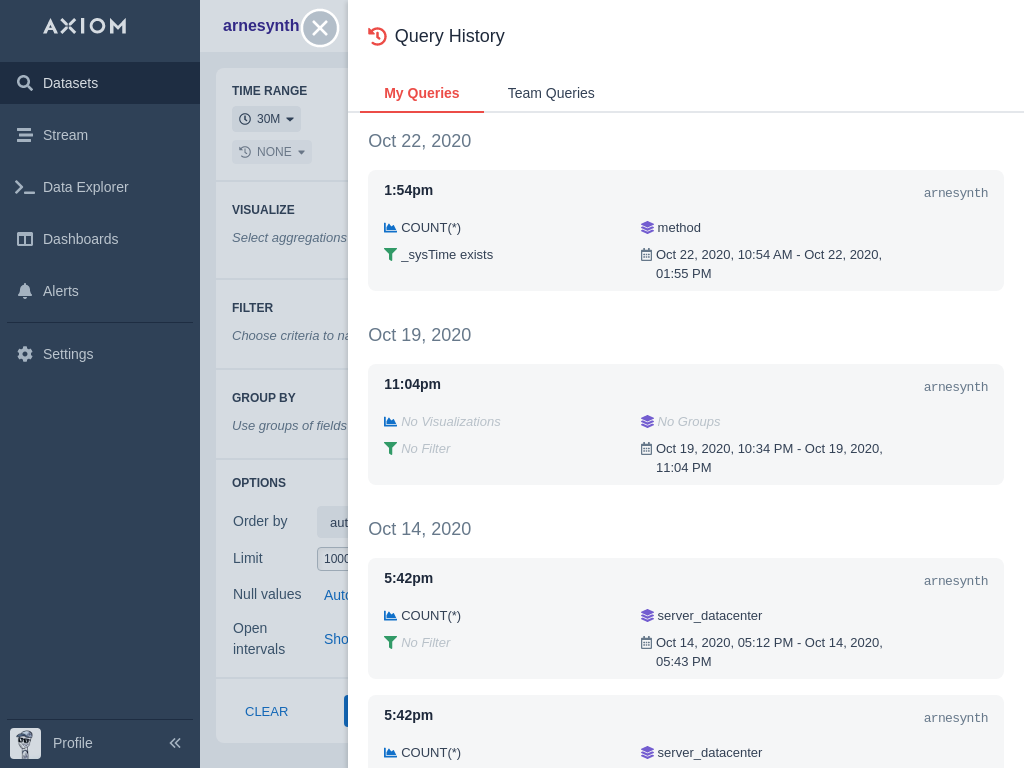 AXIOM
Datasets
Stream
Data Explorer
Dashboards
Alerts
Settings
Profile
arnesynth
TIME RANGE
30M
NONE
VISUALIZE
Select aggregations
FILTER
Choose criteria to na
GROUP BY
Use groups of fields
OPTIONS
Order by aut
Limit 1000
Null values Auto
Open
intervals Sho
CLEAR
Query History
My Queries Team Queries
Oct 22, 2020
1:54pm arnesynth
COUNT(*) method
_sysTime exists Oct 22, 2020, 10:54 AM - Oct 22, 2020,
01:55 PM
Oct 19, 2020
11:04pm arnesynth
No Visualizations No Groups
No Filter Oct 19, 2020, 10:34 PM - Oct 19, 2020,
11:04 PM
Oct 14, 2020
5:42pm arnesynth
COUNT(*) server_datacenter
No Filter Oct 14, 2020, 05:12 PM - Oct 14, 2020,
05:43 PM
5:42pm arnesynth
COUNT(*) server_datacenter